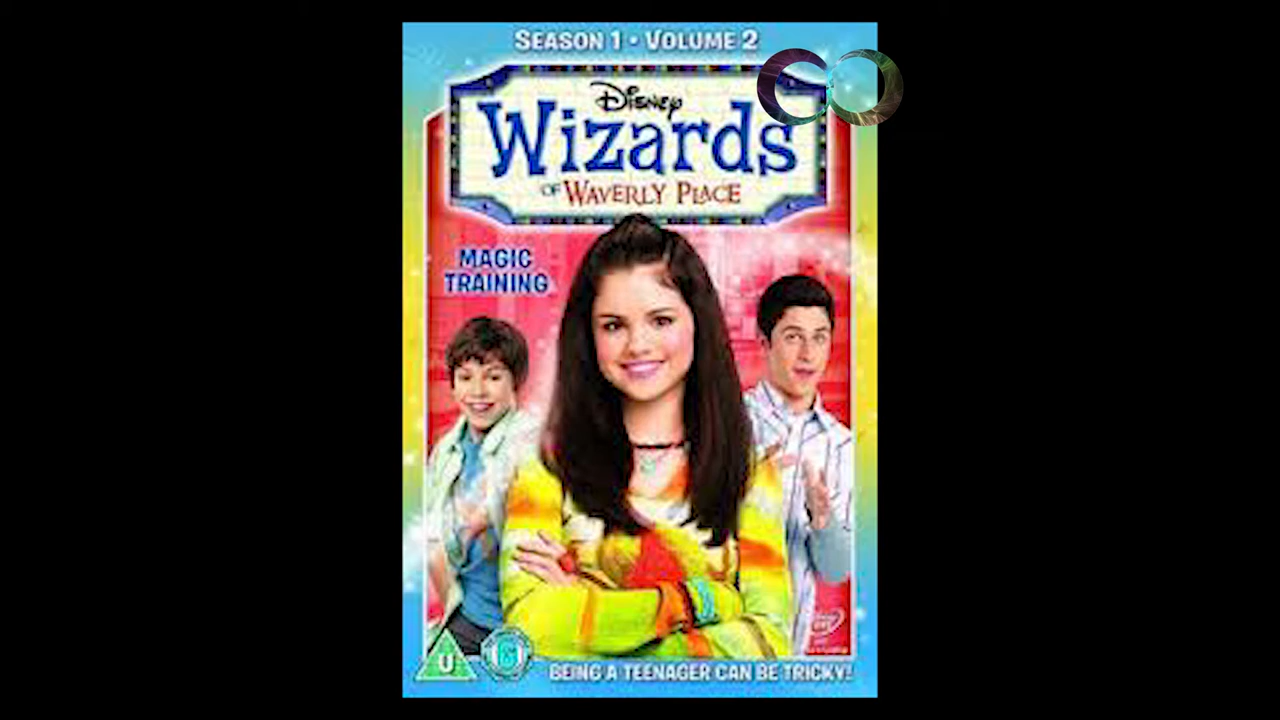 SEASON 1 • VOLUME 2
Disney
Wizards
OF WAVERLY PLACE
MAGIC
TRAINING
U
BEING A TEENAGER CAN BE TRICKY!